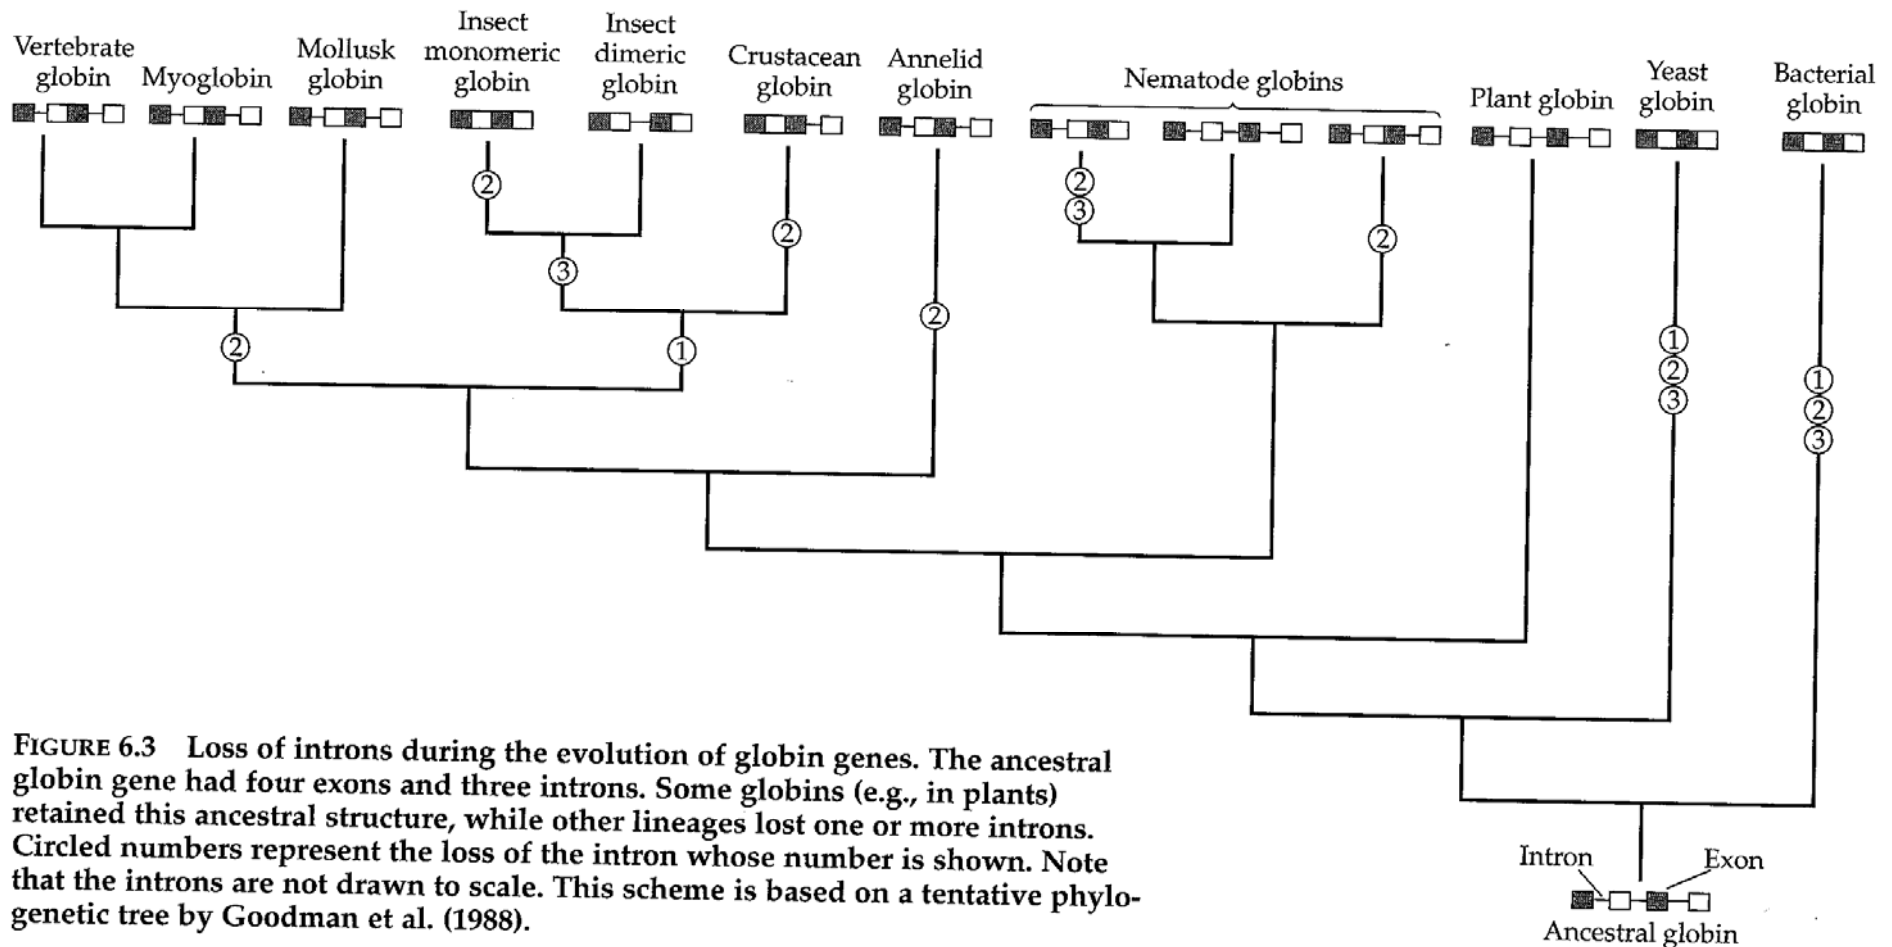 Vertebrate
globin
Myoglobin
Mollusk
globin
Insect
monomeric
globin
Insect
dimeric
globin
Crustacean
globin
Annelid
globin
Nematode globins
Plant globin
Yeast
globin
Bacterial
globin
2
3
2
2
2
3
2
2
1
2
1
2
3
1
2
3
FIGURE 6.3 Loss of introns during the evolution of globin genes. The ancestral
globin gene had four exons and three introns. Some globins (e.g., in plants)
retained this ancestral structure, while other lineages lost one or more introns.
Circled numbers represent the loss of the intron whose number is shown. Note
that the introns are not drawn to scale. This scheme is based on a tentative phylo-
genetic tree by Goodman et al. (1988).
Intron
Exon
Ancestral globin